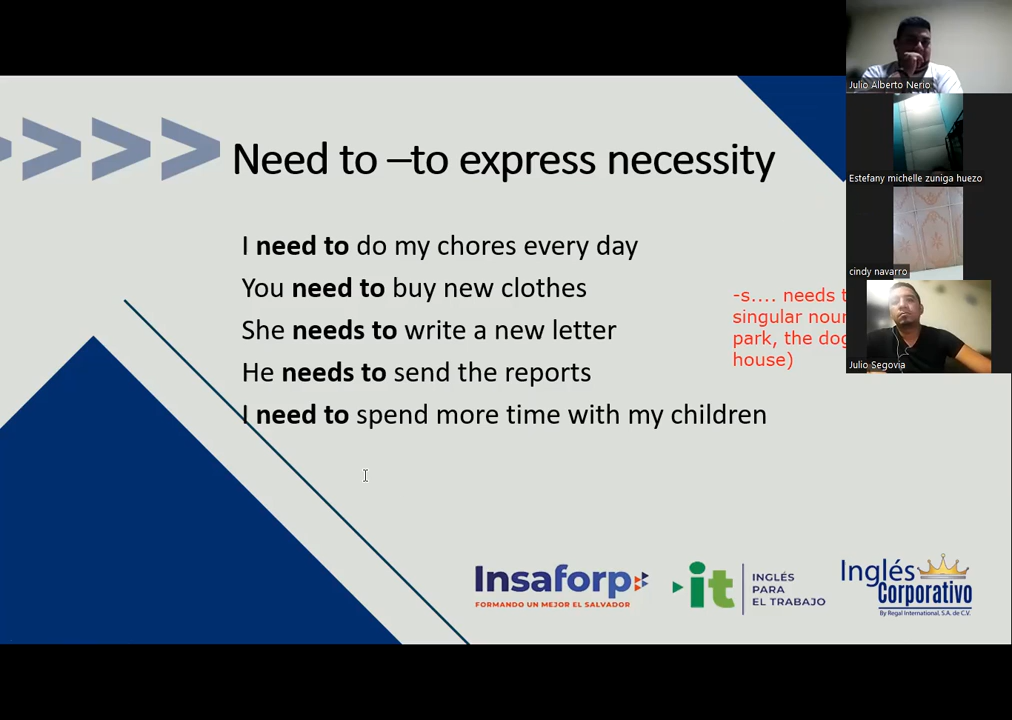 Need to –to express necessity
I need to do my chores every day
You need to buy new clothes
She needs to write a new letter
He needs to send the reports
I need to spend more time with my children
-s.... needs
singular
park, the dog
house)
Julio Alberto Nerio
Estefany michelle zuniga huezo
cindy navarro
Julio Segovia
Insaforp
FORMANDO UN MEJOR EL SALVADOR
it
INGLÉS
PARA
EL TRABAJO
Inglés
Corporativo
By Regal International, S.A. de C.V.